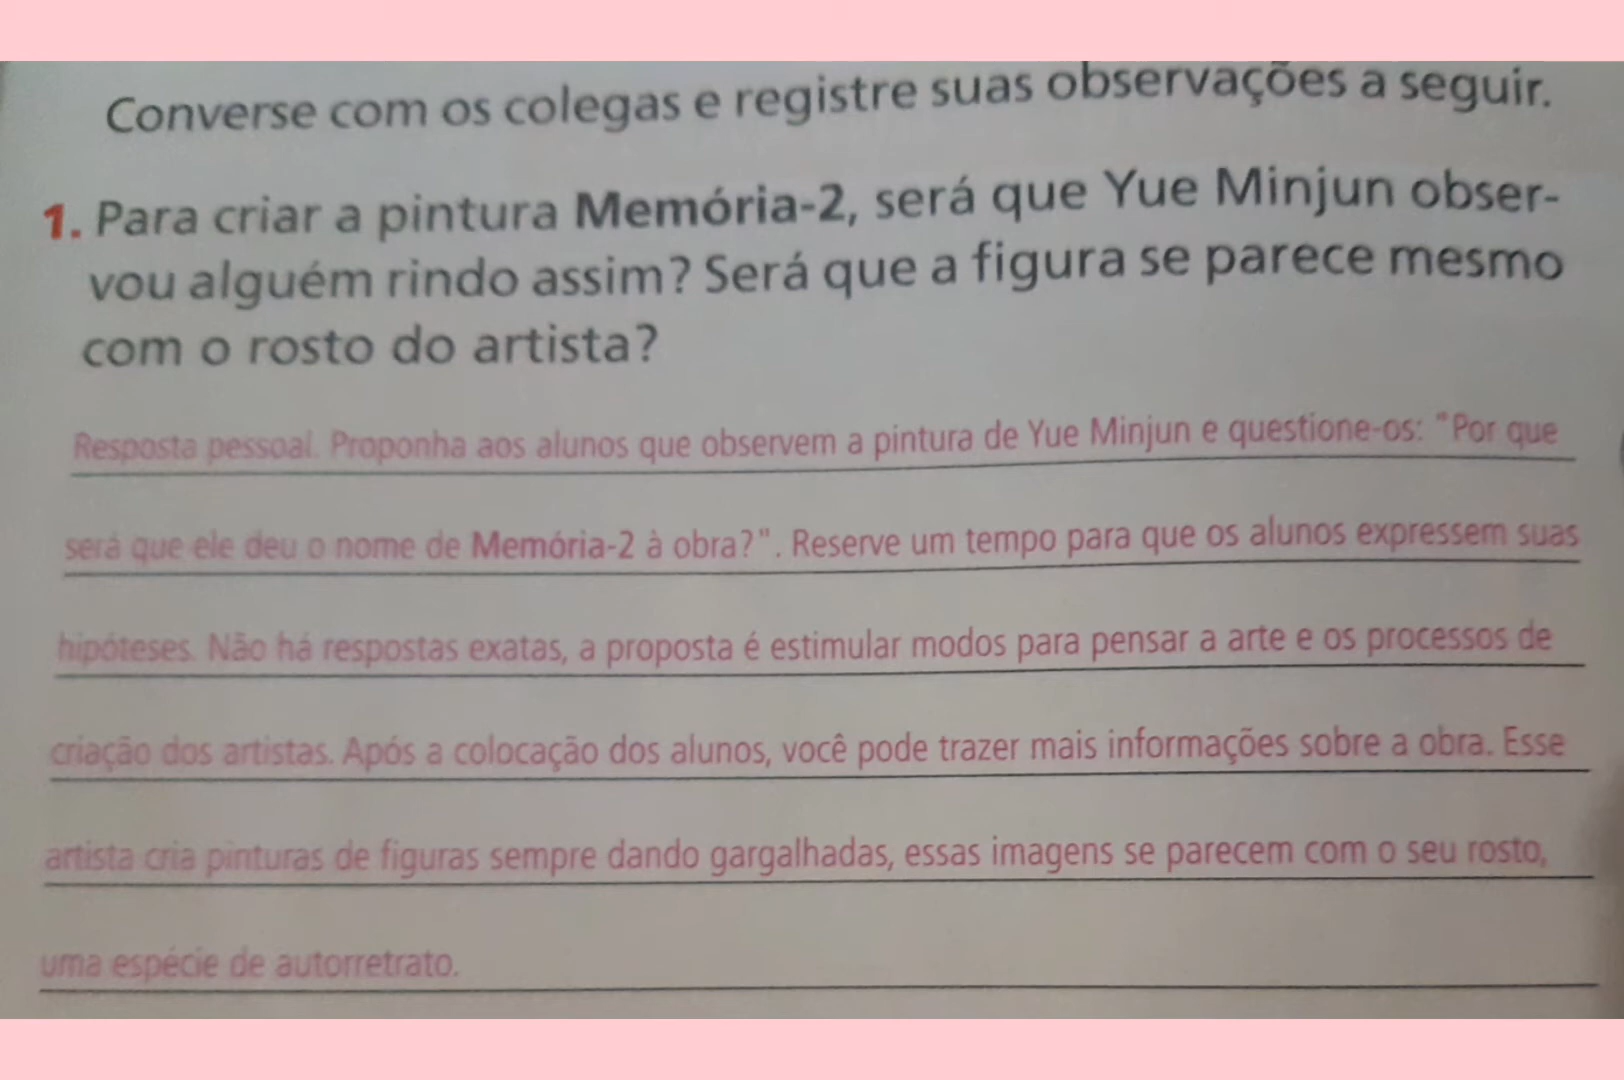 Converse com os colegas e registre suas observações a seguir.
1. Para criar a pintura Memória-2, será que Yue Minjun obser-
vou alguém rindo assim? Será que a figura se parece mesmo
com o rosto do artista?
Resposta pessoal. Proponha aos alunos que observem a pintura de Yue Minjun e questione-os: "Por que
será que ele deu o nome de Memória-2 à obra?". Reserve um tempo para que os alunos expressem suas
hipóteses. Não há respostas exatas, a proposta é estimular modos para pensar a arte e os processos de
criação dos artistas. Após a colocação dos alunos, você pode trazer mais informações sobre a obra. Esse
artista cria pinturas de figuras sempre dando gargalhadas, essas imagens se parecem com o seu rosto,
uma espécie de autorretrato.